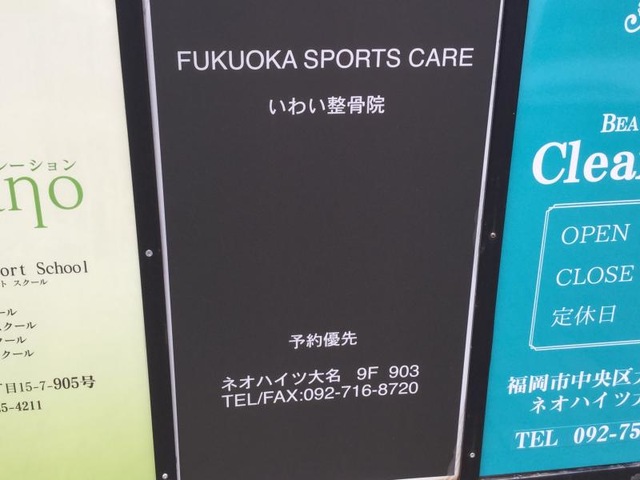 レーション
no
ort School
ト スクール
ール
スクール
クール
スクール
丁目15-7-905号
5-4211
FUKUOKA SPORTS CARE
いわい整骨院
予約優先
ネオハイツ大名 9F 903
TEL/FAX:092-716-8720
BEA
Clea
OPEN
CLOSE
定休日
福岡市中央区
ネオハイツ
TEL 092-75